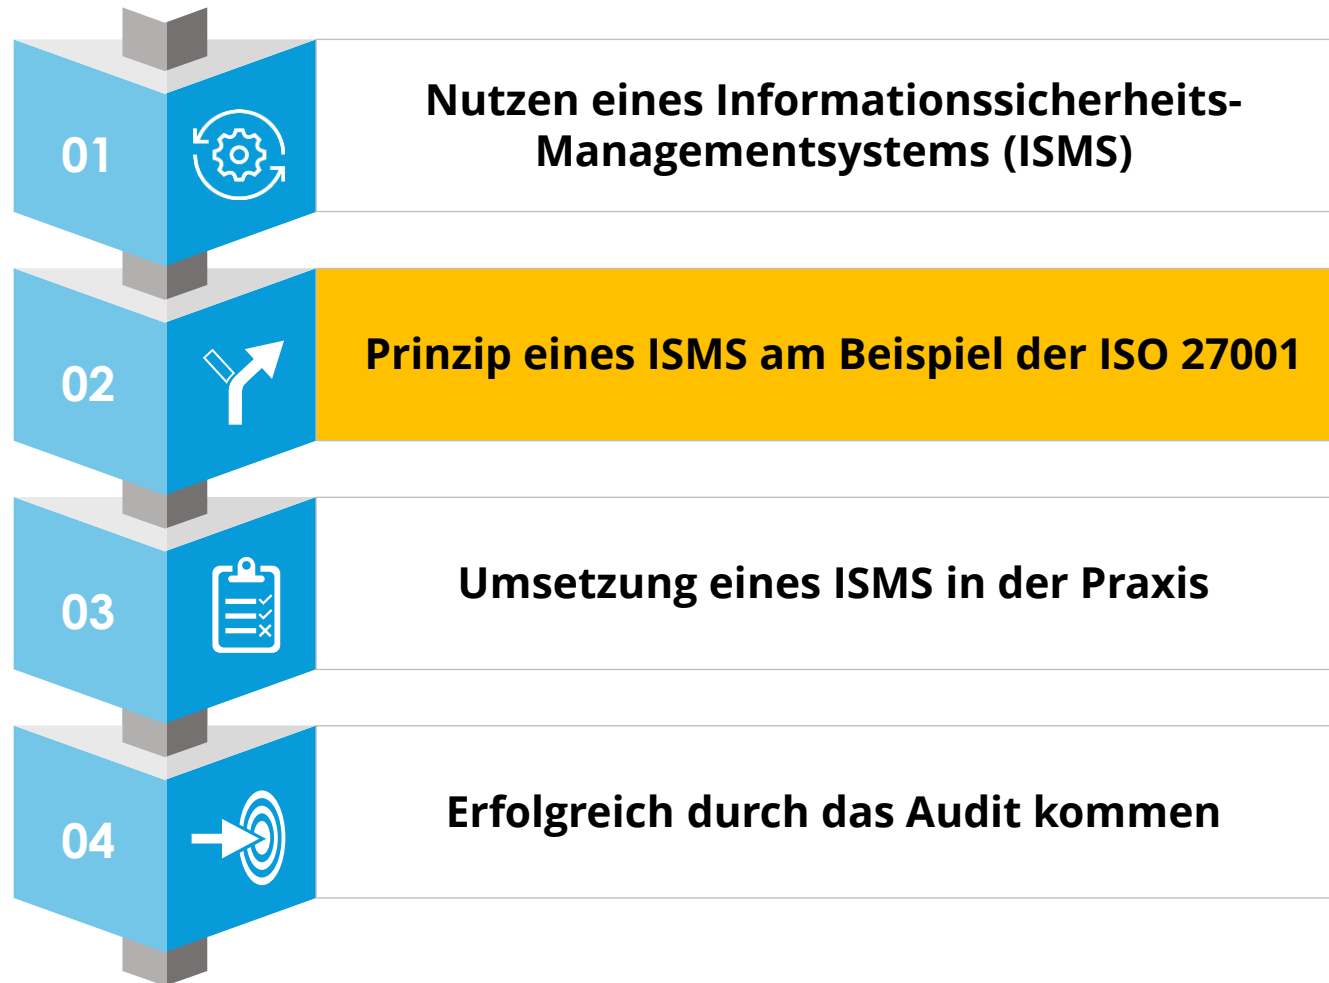 01
Nutzen eines Informationssicherheits-
Managementsystems (ISMS)
02
Prinzip eines ISMS am Beispiel der ISO 27001
03
Umsetzung eines ISMS in der Praxis
04
Erfolgreich durch das Audit kommen